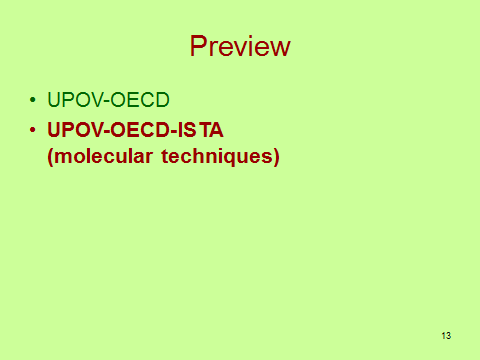 Preview
• UPOV-OECD
• UPOV-OECD-ISTA
(molecular techniques)
13